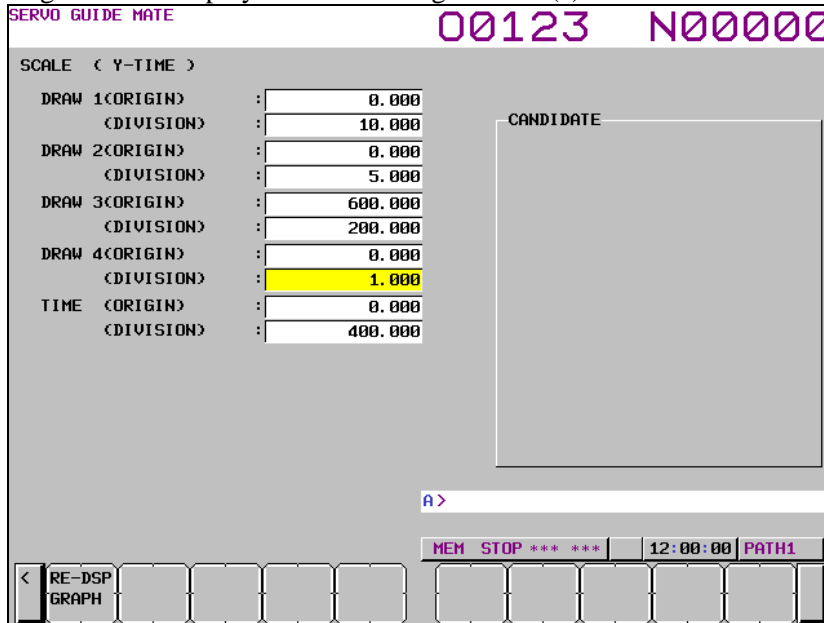 SERVO GUIDE MATE
O0123 N00000
SCALE ( Y-TIME )
DRAW 1(ORIGIN) : 0.000
(DIVISION) : 10.000
CANDIDATE
DRAW 2(ORIGIN) : 0.000
(DIVISION) : 5.000
DRAW 3(ORIGIN) : 600.000
(DIVISION) : 200.000
DRAW 4(ORIGIN) : 0.000
(DIVISION) : 1.000
TIME (ORIGIN) : 0.000
(DIVISION) : 400.000
A>
MEM STOP *** *** 12:00:00 PATH1
< RE-DSP
GRAPH